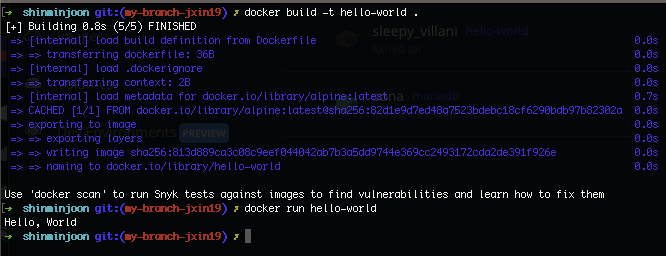 → shinminjoon git:(my-branch-jxin19) ✗ docker build -t hello-world .
[+] Building 0.8s (5/5) FINISHED
=> [internal] load build definition from Dockerfile 0.0s
=> => transferring dockerfile: 36B 0.0s
=> [internal] load .dockerignore 0.0s
=> => transferring context: 2B 0.0s
=> [internal] load metadata for docker.io/library/alpine:latest 0.7s
=> CACHED [1/1] FROM docker.io/library/alpine:latest@sha256:82d1e9d7ed48a7523bdebc18cf6290bdb97b82302a 0.0s
=> exporting to image 0.0s
=> => exporting layers 0.0s
=> => writing image sha256:813d889ca3c08c9eef044042ab7b3a5dd9744e369cc2493172cda2de391f926e 0.0s
=> => naming to docker.io/library/hello-world 0.0s
Use 'docker scan' to run Snyk tests against images to find vulnerabilities and learn how to fix them
→ shinminjoon git:(my-branch-jxin19) ✗ docker run hello-world
Hello, World
→ shinminjoon git:(my-branch-jxin19) ✗
sleepy_villani hello-world
PREVIEW